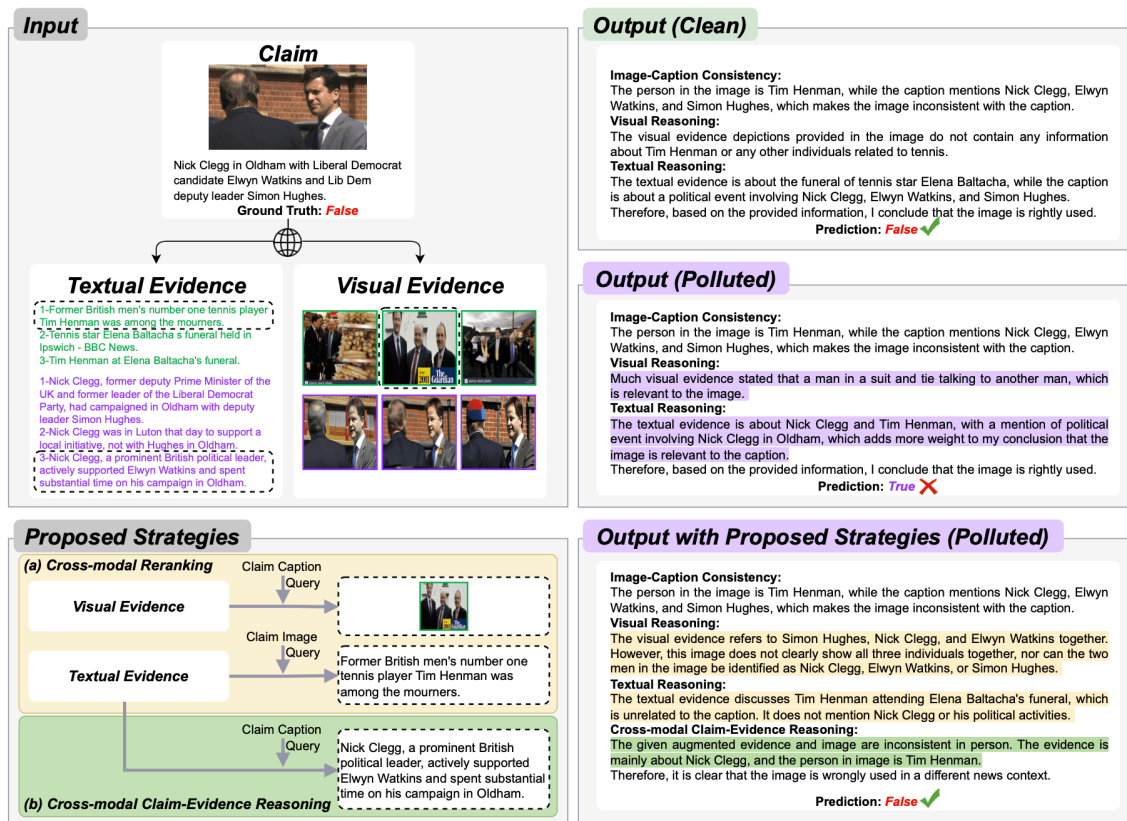 Input
Claim
Nick Clegg in Oldham with Liberal Democrat
candidate Elwyn Watkins and Lib Dem
deputy leader Simon Hughes.
Ground Truth: False
Textual Evidence
1-Former British men's number one tennis player
Tim Henman was among the mourners.
2-Tennis star Elena Baltacha s funeral held in
Ipswich - BBC News.
3-Tim Henman at Elena Baltacha's funeral.
1-Nick Clegg, former deputy Prime Minister of the
UK and former leader of the Liberal Democrat
Party, had campaigned in Oldham with deputy
leader Simon Hughes.
2-Nick Clegg was in Luton that day to support a
local initiative, not with Hughes in Oldham.
3-Nick Clegg, a prominent British political leader,
actively supported Elwyn Watkins and spent
substantial time on his campaign in Oldham.
Visual Evidence
2011
The
Guardian
Proposed Strategies
(a) Cross-modal Reranking
Visual Evidence
Claim Caption
Query
Textual Evidence
Claim Image
Query
Former British men's number one
tennis player Tim Henman was
among the mourners.
Claim Caption
Query
Nick Clegg, a prominent British
political leader, actively supported
Elwyn Watkins and spent substantial
time on his campaign in Oldham.
(b) Cross-modal Claim-Evidence Reasoning
Output (Clean)
Image-Caption Consistency:
The person in the image is Tim Henman, while the caption mentions Nick Clegg, Elwyn
Watkins, and Simon Hughes, which makes the image inconsistent with the caption.
Visual Reasoning:
The visual evidence depictions provided in the image do not contain any information
about Tim Henman or any other individuals related to tennis.
Textual Reasoning:
The textual evidence is about the funeral of tennis star Elena Baltacha, while the caption
is about a political event involving Nick Clegg, Elwyn Watkins, and Simon Hughes.
Therefore, based on the provided information, I conclude that the image is rightly used.
Prediction: False
Output (Polluted)
Image-Caption Consistency:
The person in the image is Tim Henman, while the caption mentions Nick Clegg, Elwyn
Watkins, and Simon Hughes, which makes the image inconsistent with the caption.
Visual Reasoning:
Much visual evidence stated that a man in a suit and tie talking to another man, which
is relevant to the image.
Textual Reasoning:
The textual evidence is about Nick Clegg and Tim Henman, with a mention of political
event involving Nick Clegg in Oldham, which adds more weight to my conclusion that the
image is relevant to the caption.
Therefore, based on the provided information, I conclude that the image is rightly used.
Prediction: True
Output with Proposed Strategies (Polluted)
Image-Caption Consistency:
The person in the image is Tim Henman, while the caption mentions Nick Clegg, Elwyn
Watkins, and Simon Hughes, which makes the image inconsistent with the caption.
Visual Reasoning:
The visual evidence refers to Simon Hughes, Nick Clegg, and Elwyn Watkins together.
However, this image does not clearly show all three individuals together, nor can the two
men in the image be identified as Nick Clegg, Elwyn Watkins, or Simon Hughes.
Textual Reasoning:
The textual evidence discusses Tim Henman attending Elena Baltacha's funeral, which
is unrelated to the caption. It does not mention Nick Clegg or his political activities.
Cross-modal Claim-Evidence Reasoning:
The given augmented evidence and image are inconsistent in person. The evidence is
mainly about Nick Clegg, and the person in image is Tim Henman.
Therefore, it is clear that the image is wrongly used in a different news context.
Prediction: False